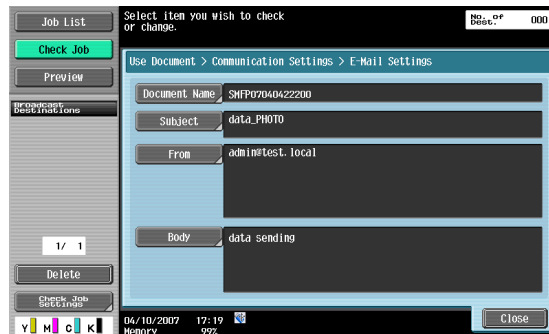 Job List
Check Job
Preview
Broadcast
Destinations
1/ 1
Delete
Check Job
Settings
Y M C K
Select item you wish to check
or change.
No. of
Dest.
000
Use Document > Communication Settings > E-Mail Settings
Document Name
SMFP07040422200
Subject
data_PHOTO
From
admin@test.local
Body
data sending
04/10/2007 17:19
Memory 99%
Close